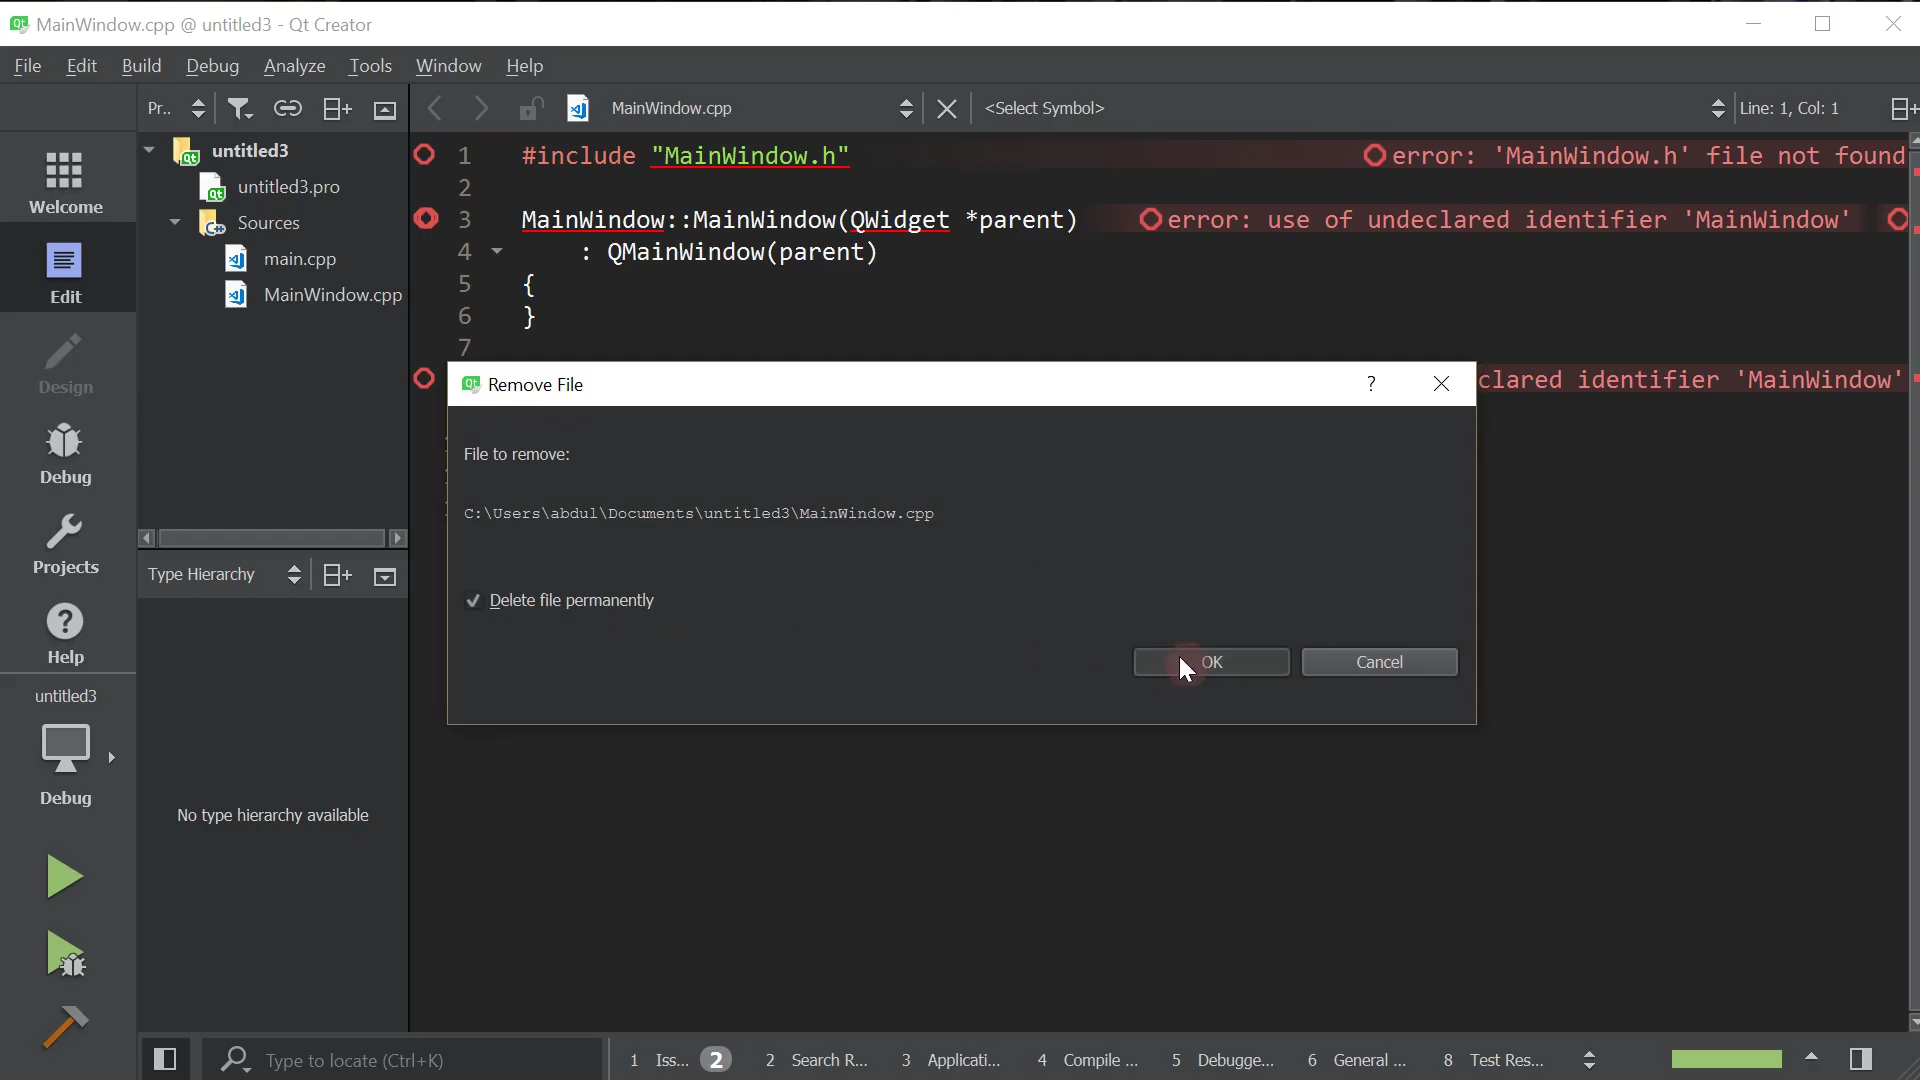 MainWindow.cpp @ untitled3 - Qt Creator
File Edit Build Debug Analyze Tools Window Help
Pr.. MainWindow.cpp <Select Symbol> Line: 1, Col: 1
untitled3
untitled3.pro
Sources
main.cpp
MainWindow.cpp
1 #include "MainWindow.h" error: 'MainWindow.h' file not found
2
3 MainWindow::MainWindow(QWidget *parent) error: use of undeclared identifier 'MainWindow'
4 : QMainWindow(parent)
5 {
6 }
7
clared identifier 'MainWindow'
Remove File ?
File to remove:
C:\Users\abdul\Documents\untitled3\MainWindow.cpp
Delete file permanently
OK Cancel
Welcome
Edit
Design
Debug
Projects
Help
untitled3
Debug
Type Hierarchy
No type hierarchy available
Type to locate (Ctrl+K)
1 Iss... 2 2 Search R... 3 Applicati... 4 Compile ... 5 Debugge... 6 General ... 8 Test Res...